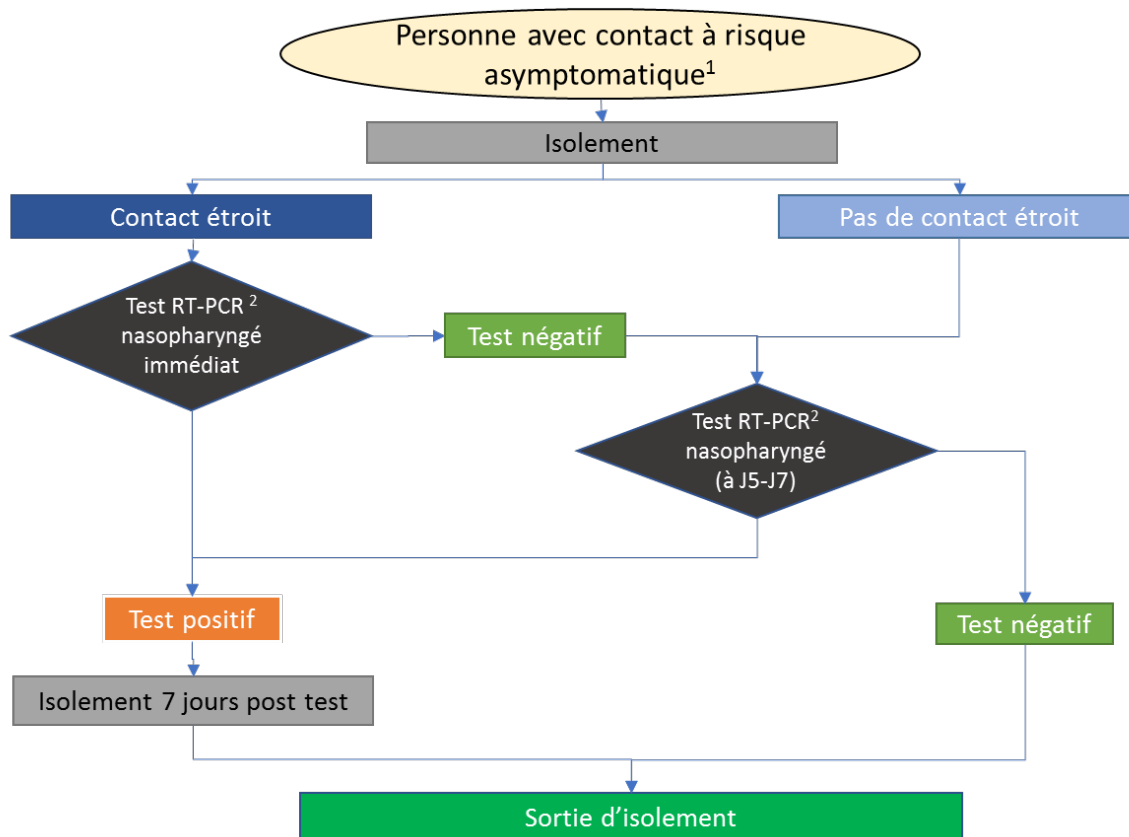 Personne avec contact à risque
asymptomatique¹
Isolement
Contact étroit
Pas de contact étroit
Test RT-PCR ²
nasopharyngé
immédiat
Test négatif
Test RT-PCR²
nasopharyngé
(à J5-J7)
Test positif
Test négatif
Isolement 7 jours post test
Sortie d’isolement